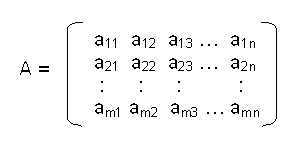 a₁₁ a₁₂ a₁₃ … a₁ₙ
A = a₂₁ a₂₂ a₂₃ … a₂ₙ
⋮ ⋮ ⋮ ⋮
aₘ₁ aₘ₂ aₘ₃ … aₘₙ